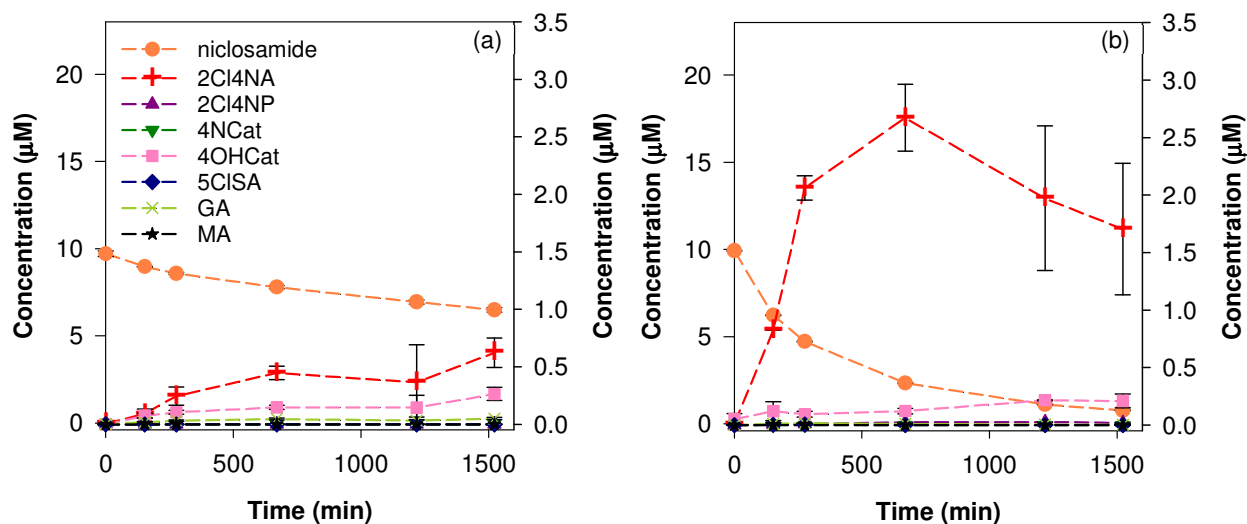 (a)
niclosamide
2Cl4NA
2Cl4NP
4NCat
4OHCat
5ClSA
GA
MA
20
15
10
5
0
Concentration (µM)
3.5
3.0
2.5
2.0
1.5
1.0
0.5
0.0
Concentration (µM)
0 500 1000 1500
Time (min)
(b)
20
15
10
5
0
Concentration (µM)
3.5
3.0
2.5
2.0
1.5
1.0
0.5
0.0
Concentration (µM)
0 500 1000 1500
Time (min)